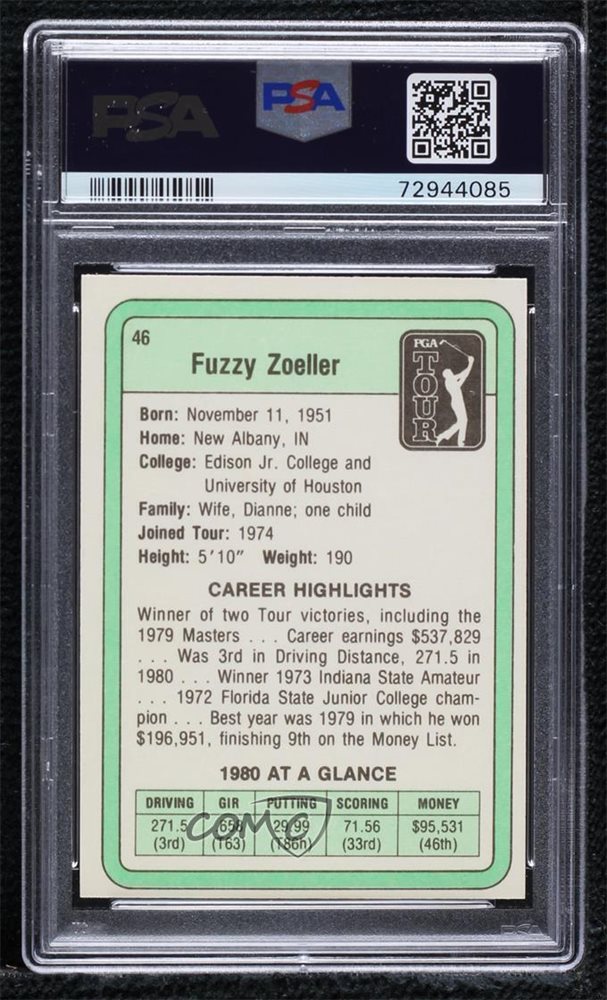 PSA
PSA
72944085
46
Fuzzy Zoeller
PGA
TOUR
Born: November 11, 1951
Home: New Albany, IN
College: Edison Jr. College and
University of Houston
Family: Wife, Dianne; one child
Joined Tour: 1974
Height: 5'10" Weight: 190
CAREER HIGHLIGHTS
Winner of two Tour victories, including the
1979 Masters . . . Career earnings $537,829
. . . Was 3rd in Driving Distance, 271.5 in
1980 . . . Winner 1973 Indiana State Amateur
. . . 1972 Florida State Junior College cham-
pion . . . Best year was 1979 in which he won
$196,951, finishing 9th on the Money List.
1980 AT A GLANCE
DRIVING GIR PUTTING SCORING MONEY
271.5 .658 29.99 71.56 $95,531
(3rd) (T63) (T86h) (33rd) (46th)
COMC